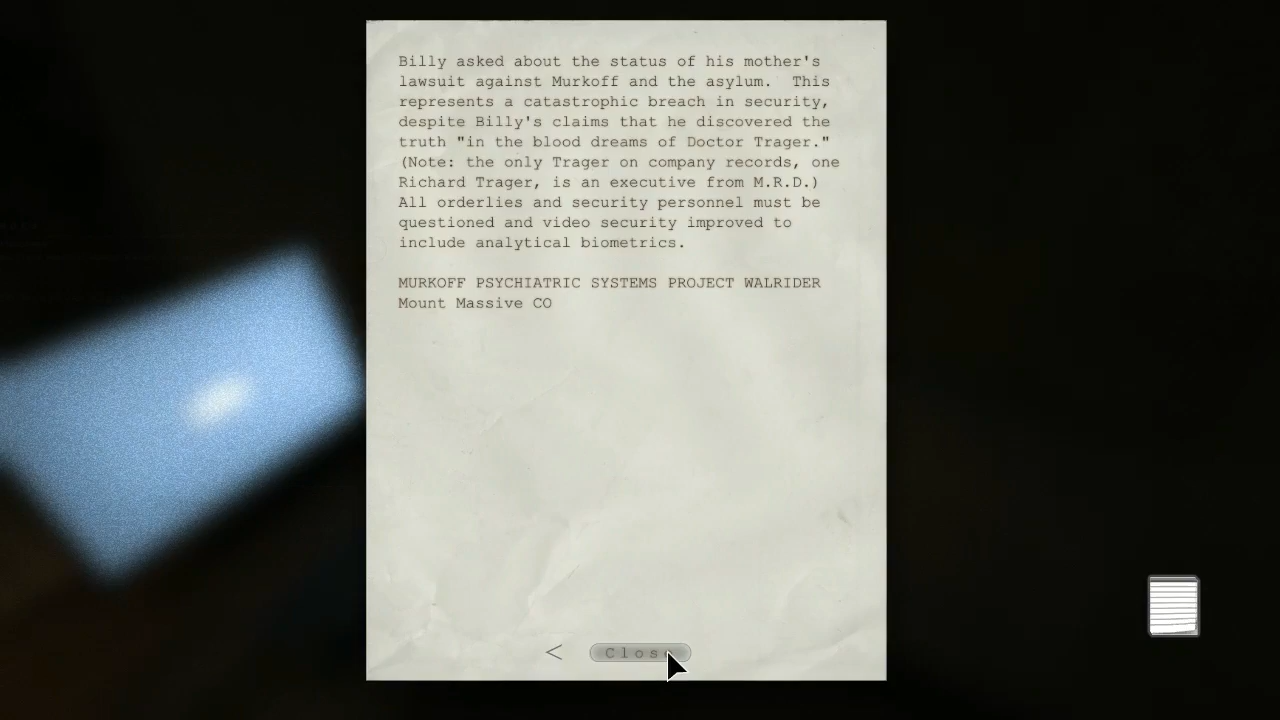 Billy asked about the status of his mother's
lawsuit against Murkoff and the asylum.  This
represents a catastrophic breach in security,
despite Billy's claims that he discovered the
truth "in the blood dreams of Doctor Trager."
(Note: the only Trager on company records, one
Richard Trager, is an executive from M.R.D.)
All orderlies and security personnel must be
questioned and video security improved to
include analytical biometrics.

MURKOFF PSYCHIATRIC SYSTEMS PROJECT WALRIDER
Mount Massive CO

< Close